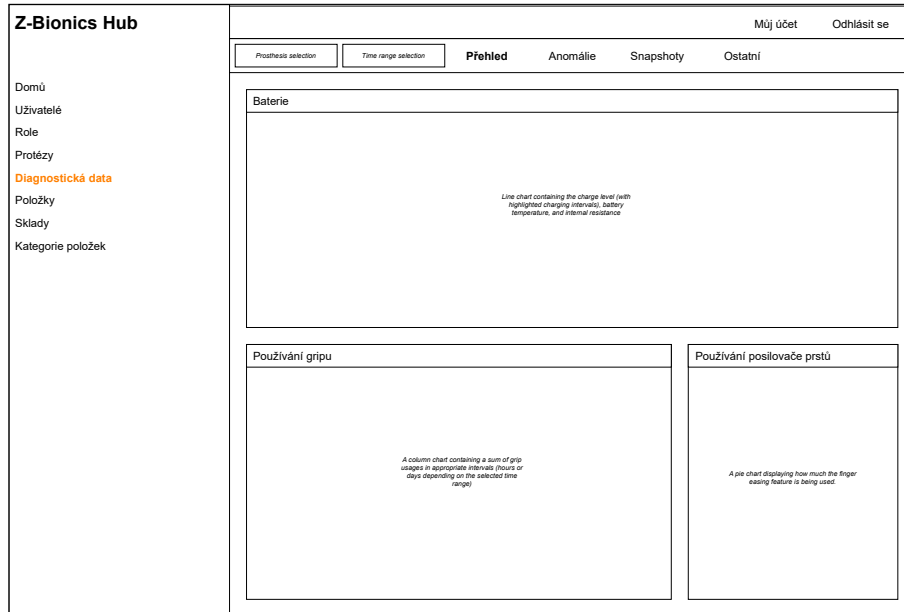 Z-Bionics Hub
Můj účet
Odhlásit se
Prosthesis selection
Time range selection
Přehled
Anomálie
Snapshoty
Ostatní
Domů
Uživatelé
Role
Protézy
Diagnostická data
Položky
Sklady
Kategorie položek
Baterie
Line chart containing the charge level (with
highlighted charging intervals), battery
temperature, and internal resistance
Používání gripu
A column chart containing a sum of grip
usages in appropriate intervals (hours or
days depending on the selected time
range)
Používání posilovače prstů
A pie chart displaying how much the finger
easing feature is being used.